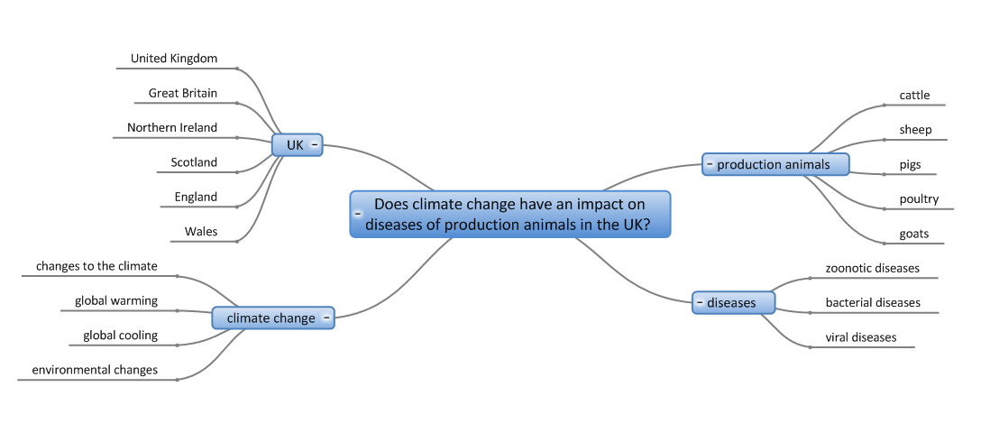 United Kingdom
Great Britain
Northern Ireland
Scotland
England
Wales
UK
changes to the climate
global warming
global cooling
environmental changes
climate change
Does climate change have an impact on
diseases of production animals in the UK?
production animals
cattle
sheep
pigs
poultry
goats
diseases
zoonotic diseases
bacterial diseases
viral diseases